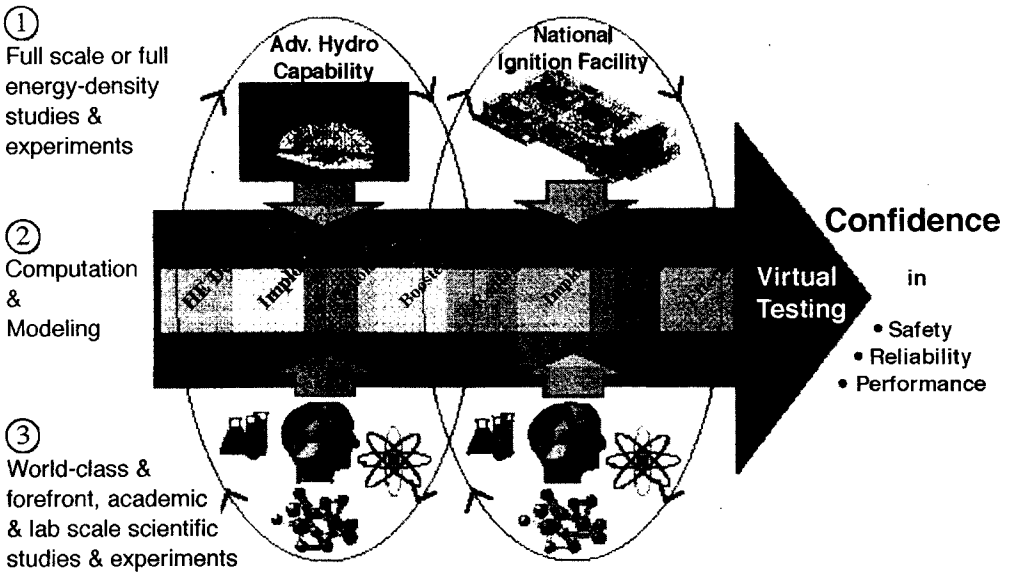 ①
Full scale or full
energy-density
studies &
experiments
Adv. Hydro
Capability
National
Ignition Facility
②
Computation
&
Modeling
Virtual
Testing
Confidence
in
• Safety
• Reliability
• Performance
③
World-class &
forefront, academic
& lab scale scientific
studies & experiments